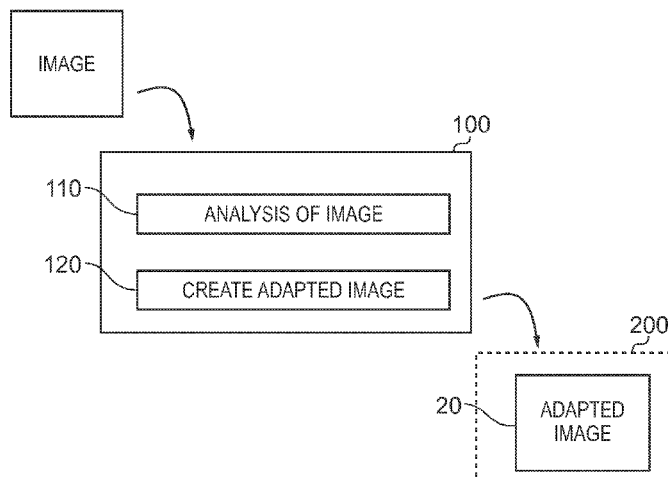 IMAGE
100
110
ANALYSIS OF IMAGE
120
CREATE ADAPTED IMAGE
200
20
ADAPTED
IMAGE